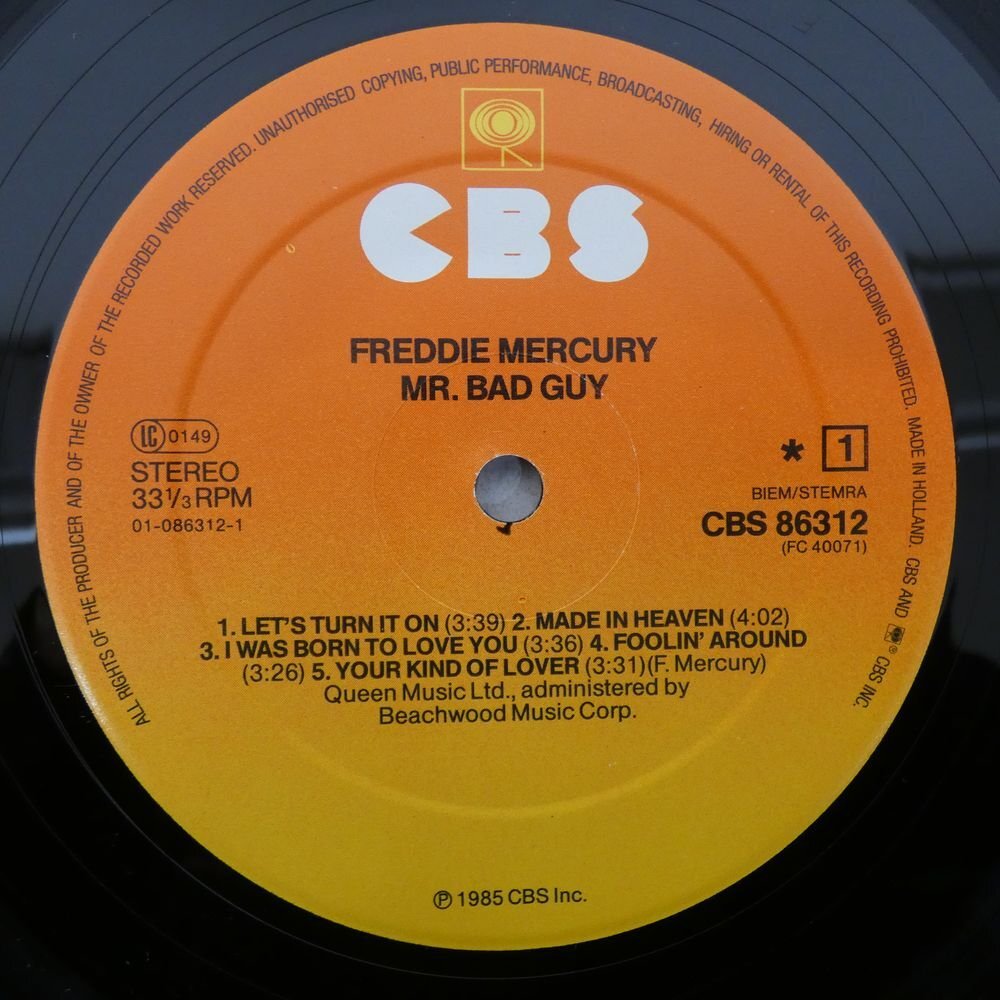 ALL RIGHTS OF THE PRODUCER AND OF THE OWNER OF THE RECORDED WORK RESERVED. UNAUTHORISED COPYING, PUBLIC PERFORMANCE, BROADCASTING, HIRING OR RENTAL OF THIS RECORDING PROHIBITED. MADE IN HOLLAND. CBS AND ® CBS INC.
CBS
FREDDIE MERCURY
MR. BAD GUY
LC 0149
STEREO
33⅓ RPM
01-086312-1
* 1
BIEM/STEMRA
CBS 86312
(FC 40071)
1. LET'S TURN IT ON (3:39) 2. MADE IN HEAVEN (4:02)
3. I WAS BORN TO LOVE YOU (3:36) 4. FOOLIN' AROUND
(3:26) 5. YOUR KIND OF LOVER (3:31)(F. Mercury)
Queen Music Ltd., administered by
Beachwood Music Corp.
℗ 1985 CBS Inc.